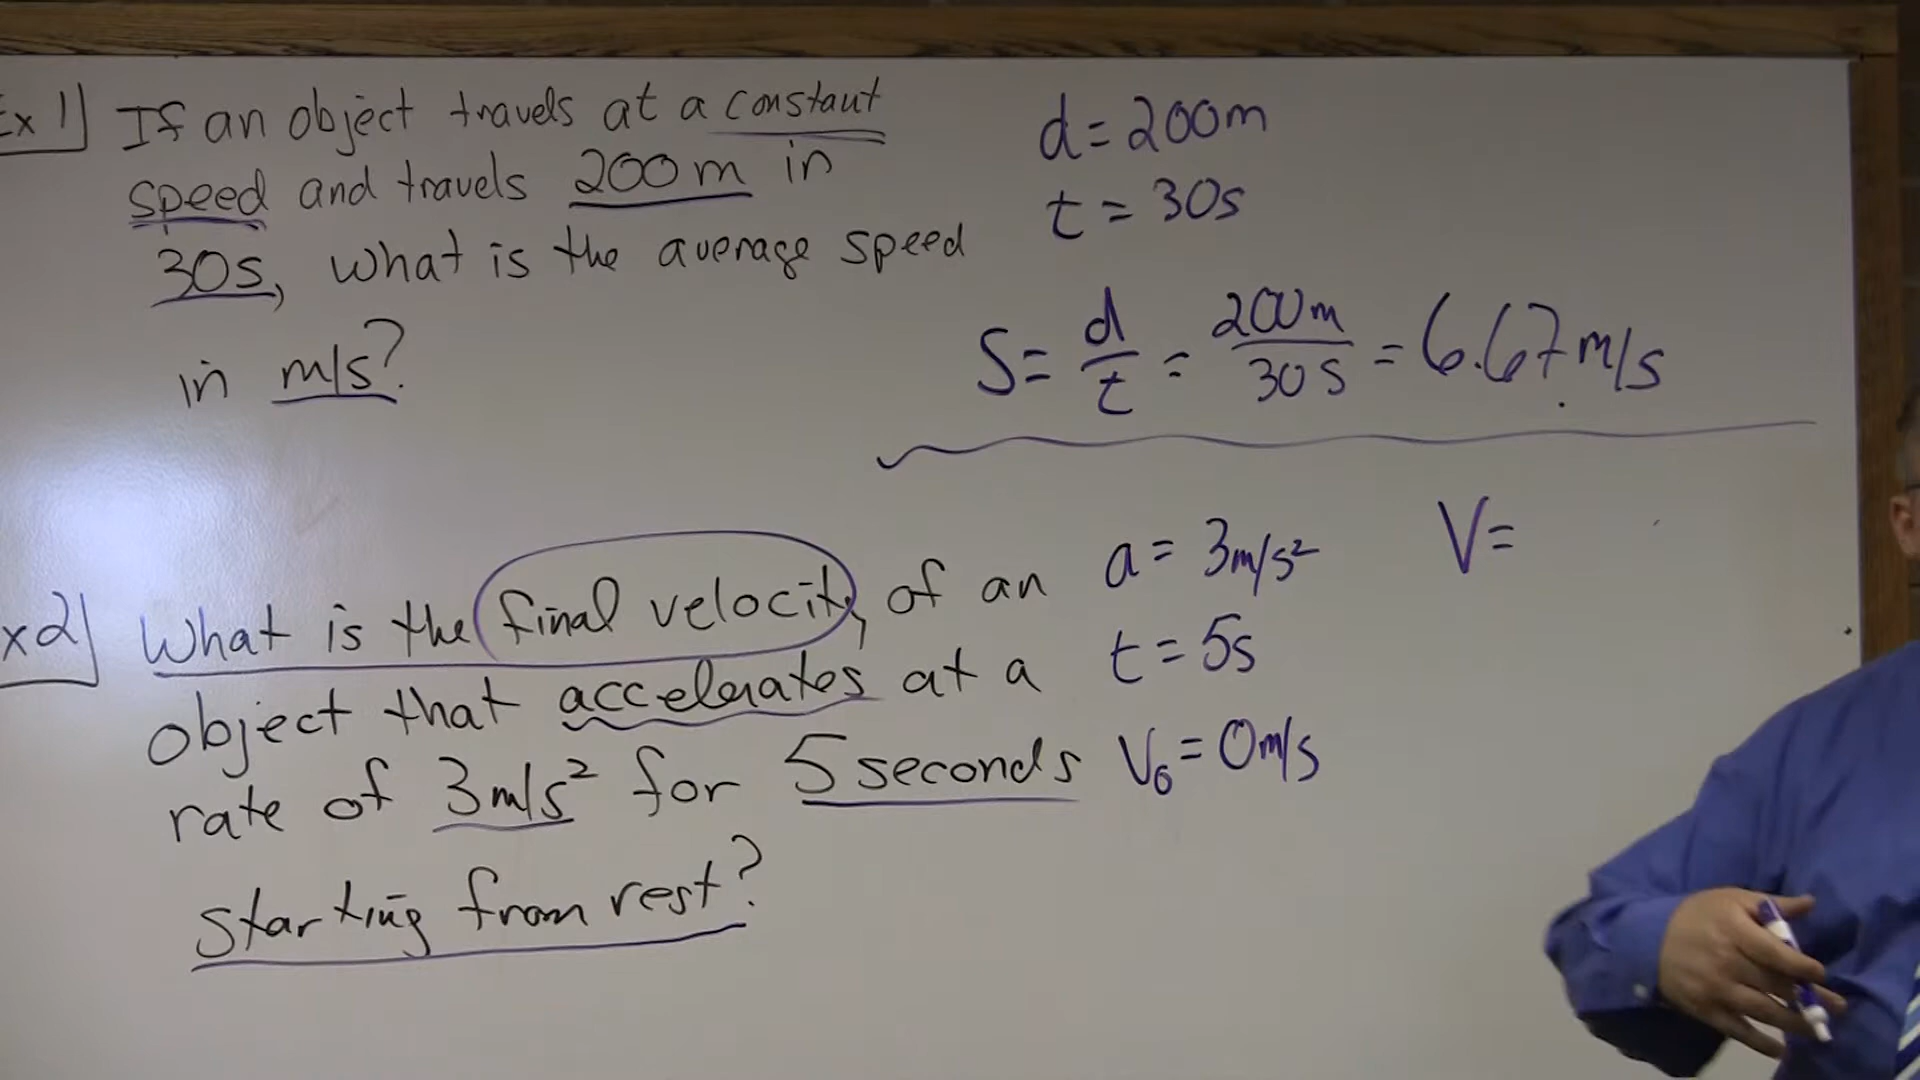 Ex 1) If an object travels at a constant
speed and travels 200m in
30s, what is the average speed
in m/s?
d = 200m
t = 30s
S = d/t = 200m/30s = 6.67 m/s
x2) What is the final velocity of an
object that accelerates at a
rate of 3m/s² for 5 seconds
starting from rest?
a = 3m/s²
t = 5s
V₀ = 0m/s
V =